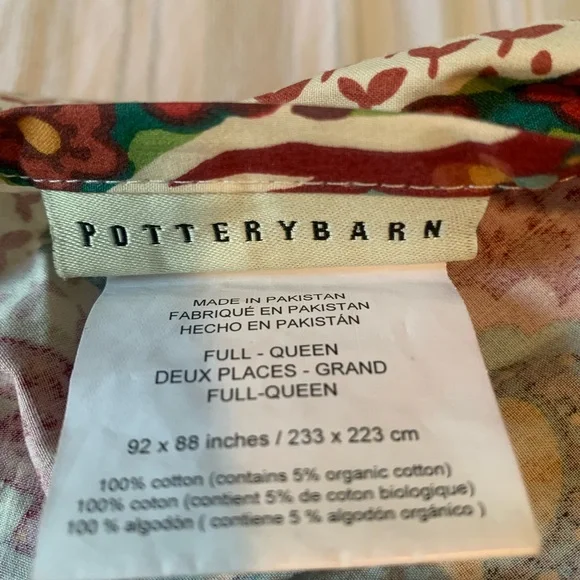 POTTERYBARN
MADE IN PAKISTAN
FABRIQUÉ EN PAKISTAN
HECHO EN PAKISTÁN
FULL - QUEEN
DEUX PLACES - GRAND
FULL-QUEEN
92 x 88 inches / 233 x 223 cm
100% cotton (contains 5% organic cotton)
100% coton (contient 5% de coton biologique)
100 % algodón ( contiene 5 % algodón orgánico )